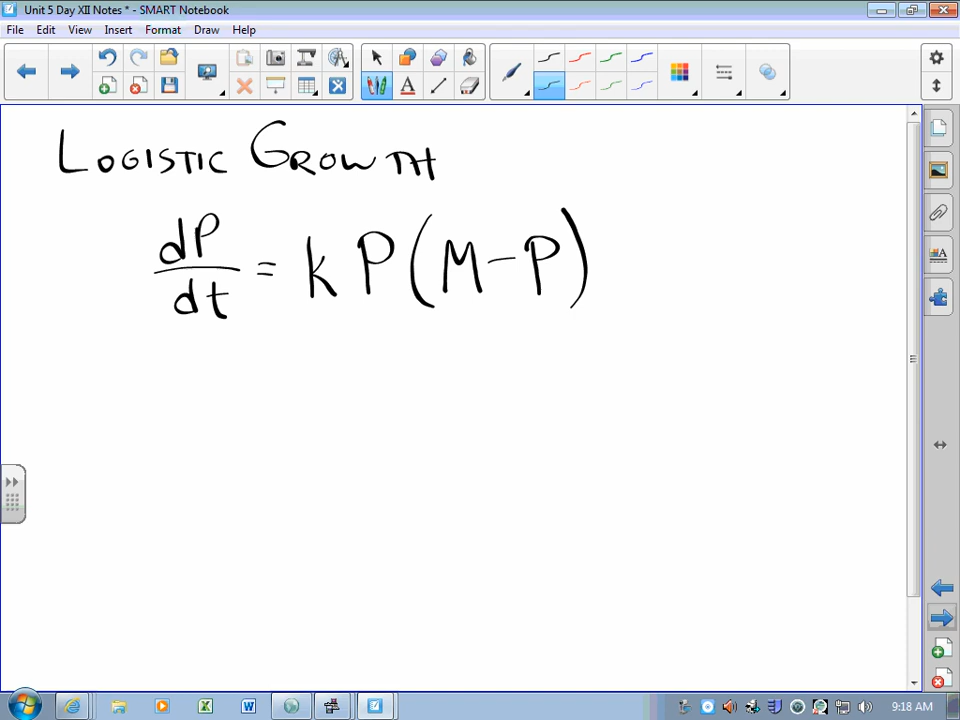 Unit 5 Day XII Notes * - SMART Notebook
File Edit View Insert Format Draw Help
LOGISTIC GROWTH
dP/dt = kP(M-P)
9:18 AM